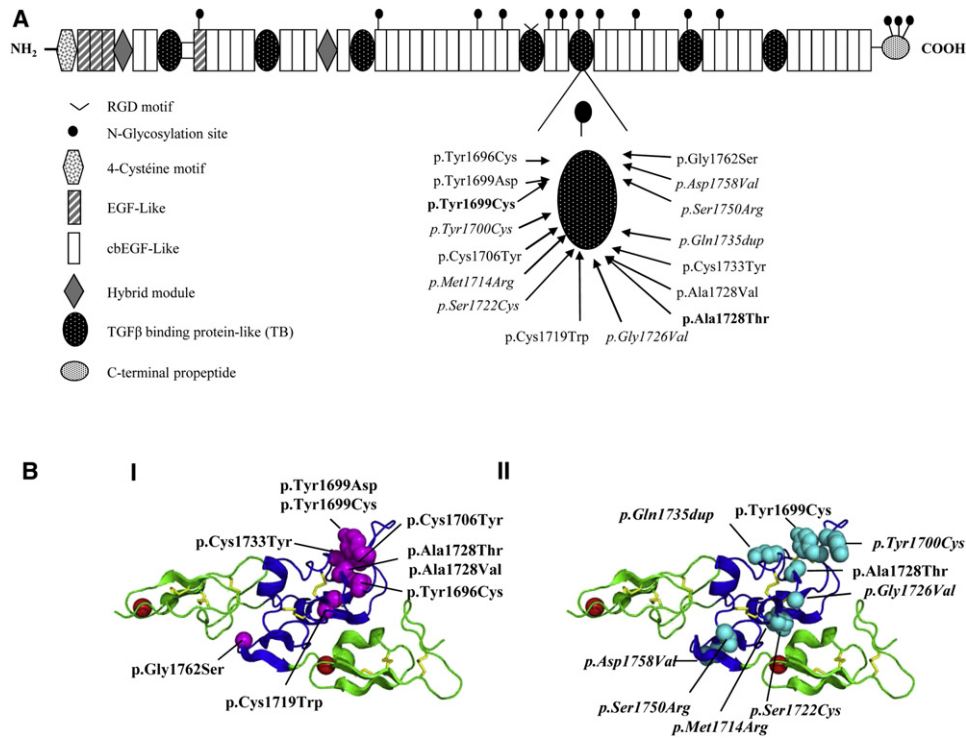 A
NH2
COOH
RGD motif
N-Glycosylation site
4-Cystéine motif
EGF-Like
cbEGF-Like
Hybrid module
TGFβ binding protein-like (TB)
C-terminal propeptide
p.Tyr1696Cys
p.Tyr1699Asp
p.Tyr1699Cys
p.Tyr1700Cys
p.Cys1706Tyr
p.Met1714Arg
p.Ser1722Cys
p.Cys1719Trp
p.Gly1726Val
p.Gly1762Ser
p.Asp1758Val
p.Ser1750Arg
p.Gln1735dup
p.Cys1733Tyr
p.Ala1728Val
p.Ala1728Thr
B
I
p.Tyr1699Asp
p.Tyr1699Cys
p.Cys1706Tyr
p.Cys1733Tyr
p.Ala1728Thr
p.Ala1728Val
p.Tyr1696Cys
p.Gly1762Ser
p.Cys1719Trp
II
p.Gln1735dup
p.Tyr1699Cys
p.Tyr1700Cys
p.Ala1728Thr
p.Gly1726Val
p.Asp1758Val
p.Ser1750Arg
p.Met1714Arg
p.Ser1722Cys